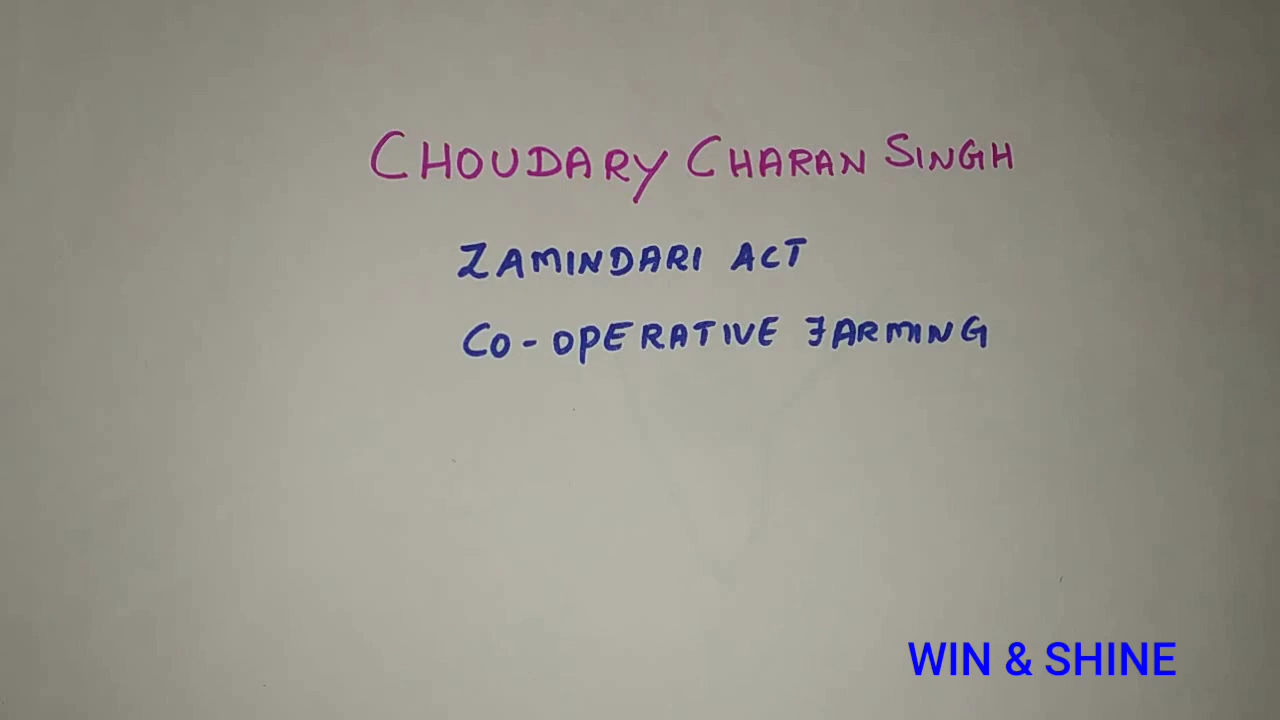 CHOUDARY CHARAN SINGH
ZAMINDARI ACT
CO-OPERATIVE FARMING
WIN & SHINE